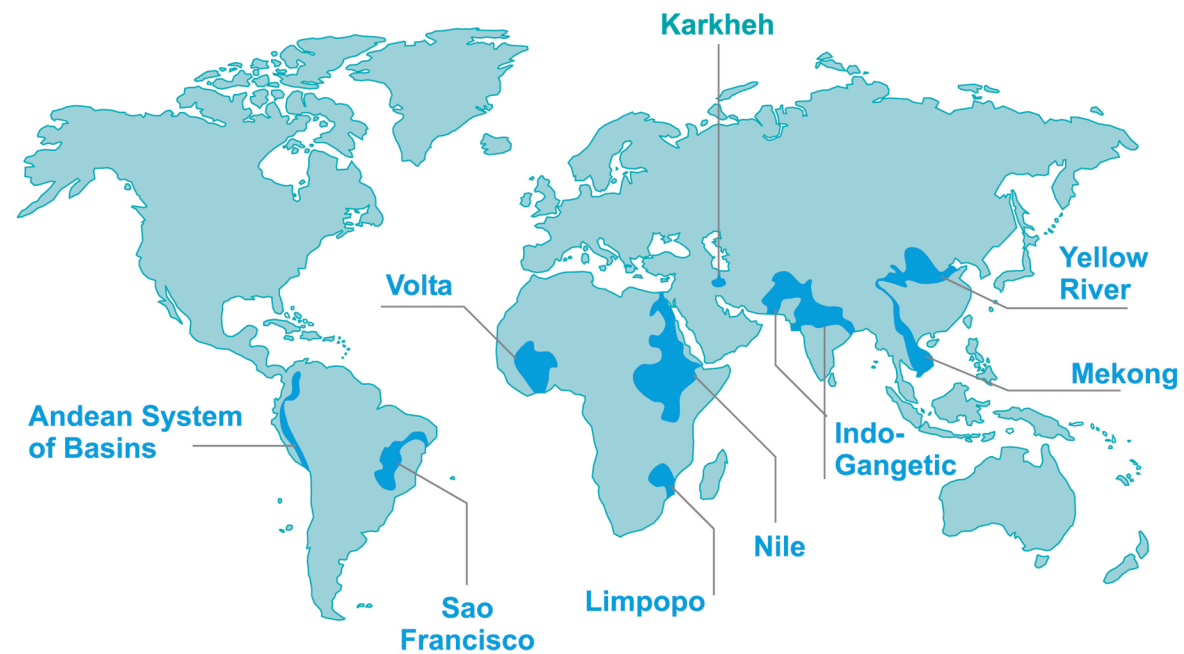 Karkheh
Volta
Yellow
River
Mekong
Andean System
of Basins
Indo-
Gangetic
Nile
Limpopo
Sao
Francisco